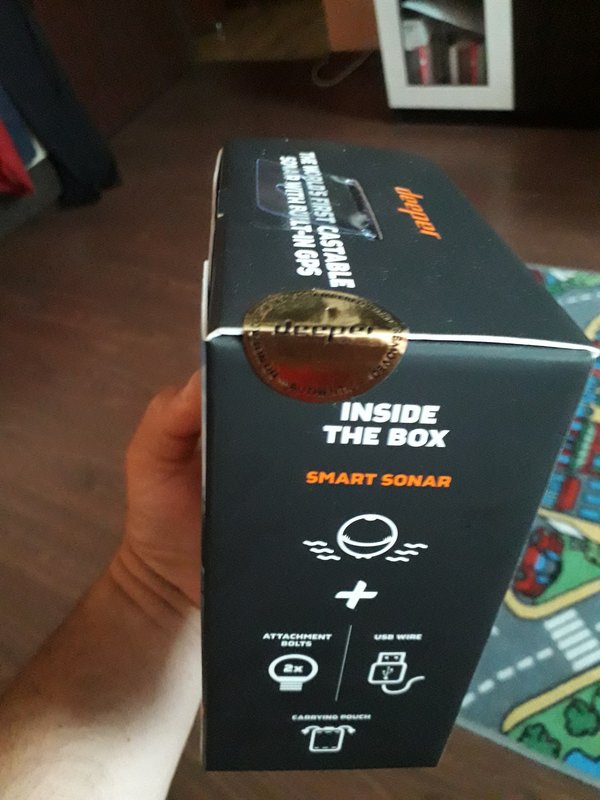 deeper
THE WORLD'S FIRST CASTABLE
SONAR WITH BUILT-IN GPS
deeper
INSIDE
THE BOX
SMART SONAR
+
ATTACHMENT
BOLTS
2x
USB WIRE
CARRYING POUCH